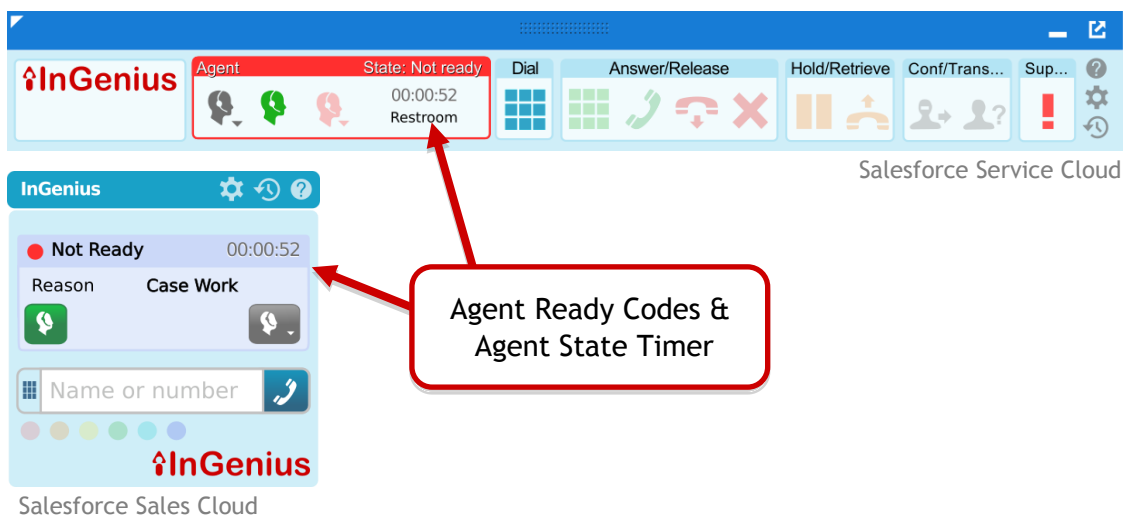 InGenius
Agent State: Not ready
00:00:52
Restroom
Dial
Answer/Release
Hold/Retrieve
Conf/Trans...
Sup...
?
?
Salesforce Service Cloud
InGenius
?
Not Ready 00:00:52
Reason Case Work
Name or number
InGenius
Salesforce Sales Cloud
Agent Ready Codes &
Agent State Timer